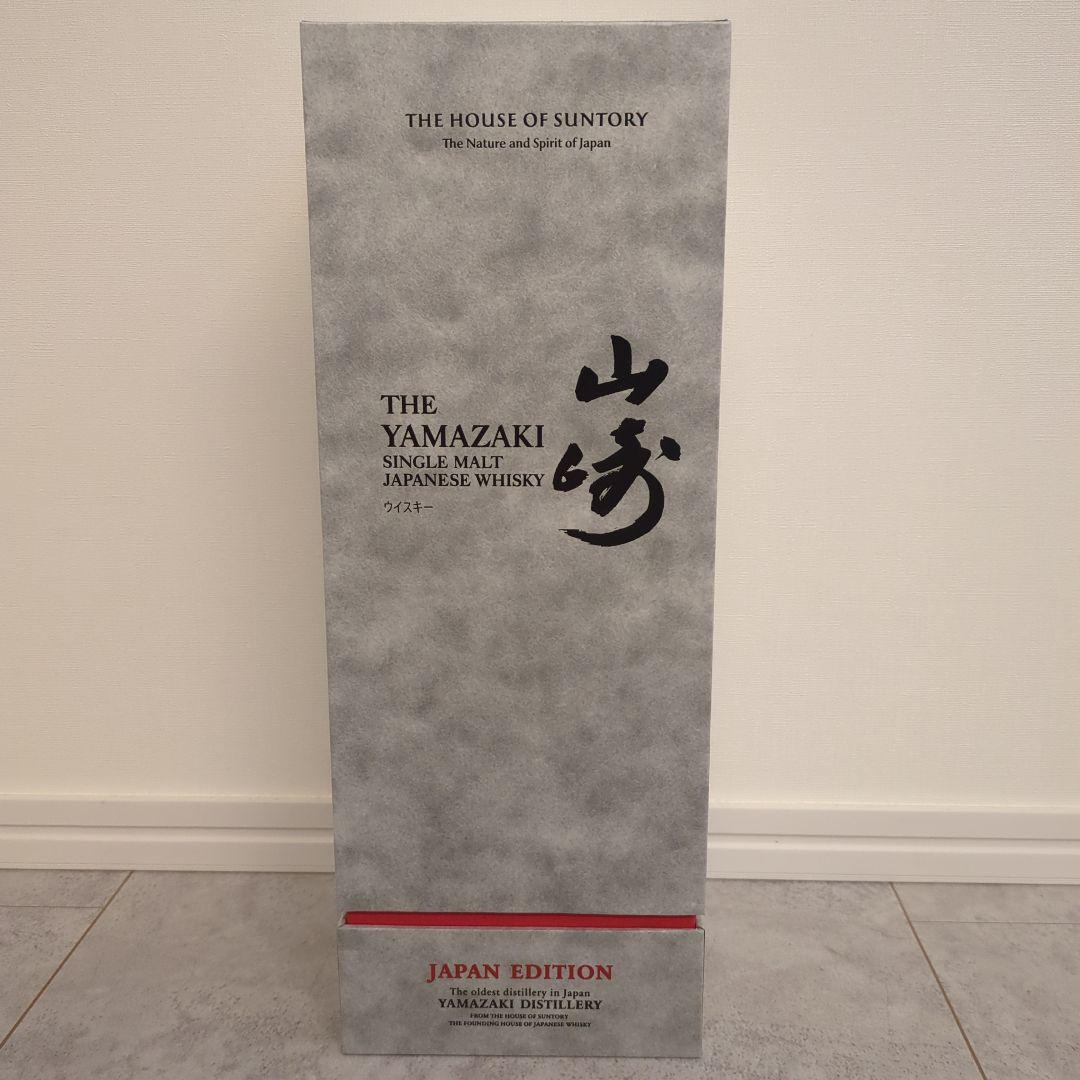 THE HOUSE OF SUNTORY
The Nature and Spirit of Japan
山崎
THE
YAMAZAKI
SINGLE MALT
JAPANESE WHISKY
ウイスキー
JAPAN EDITION
The oldest distillery in Japan
YAMAZAKI DISTILLERY
FROM THE HOUSE OF SUNTORY
THE FOUNDING HOUSE OF JAPANESE WHISKY